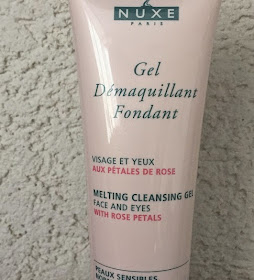 NUXE
PARIS
Gel
Démaquillant
Fondant
VISAGE ET YEUX
AUX PÉTALES DE ROSE
MELTING CLEANSING GEL
FACE AND EYES
WITH ROSE PETALS
PEAUX SENSIBLES